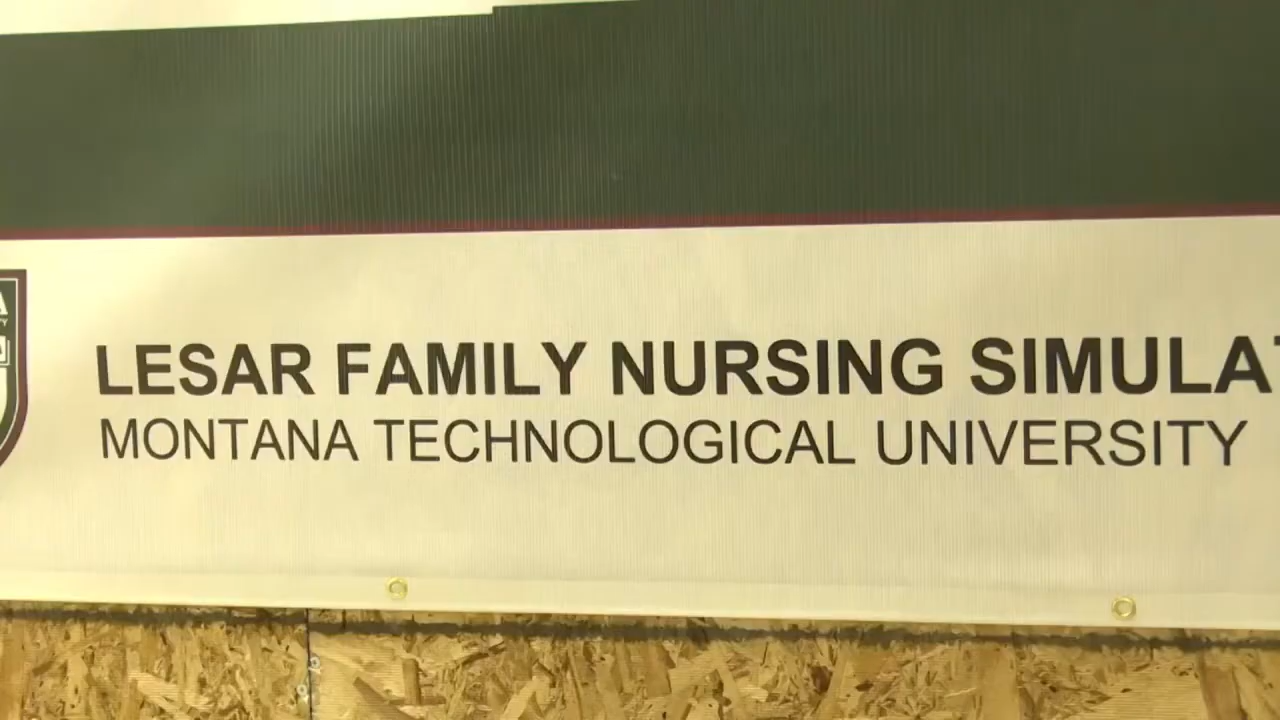 LESAR FAMILY NURSING SIMULAT
MONTANA TECHNOLOGICAL UNIVERSITY